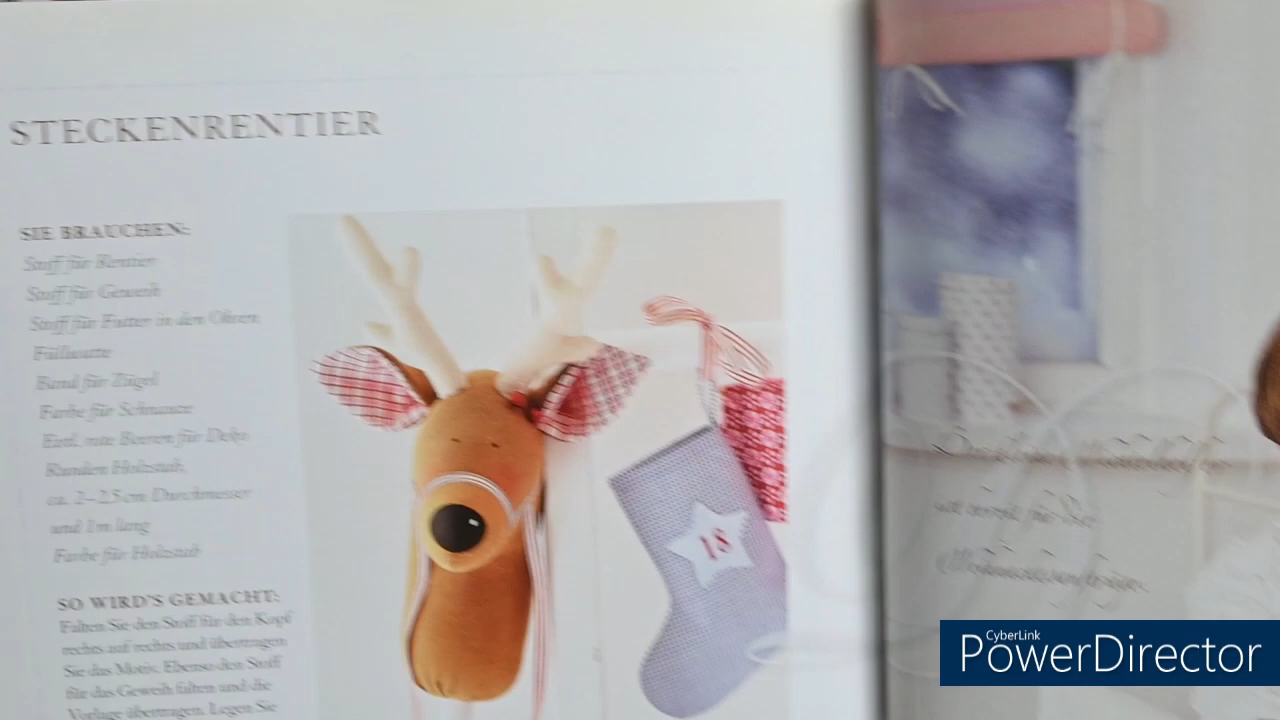 STECKENRENTIER
SIE BRAUCHEN:
Stoff für Rentier
Stoff für Geweih
Stoff für Futter in den Ohren
Füllwatte
Band für Zügel
Farbe für Schnauze
Evtl. rote Beeren für Deko
Runden Holzstab,
ca. 2–2,5 cm Durchmesser
und 1 m lang
Farbe für Holzstab
SO WIRD'S GEMACHT:
Falten Sie den Stoff für den Kopf
rechts auf rechts und übertragen
Sie das Motiv. Ebenso den Stoff
für das Geweih falten und die
Vorlage übertragen. Legen Sie
18
CyberLink
PowerDirector